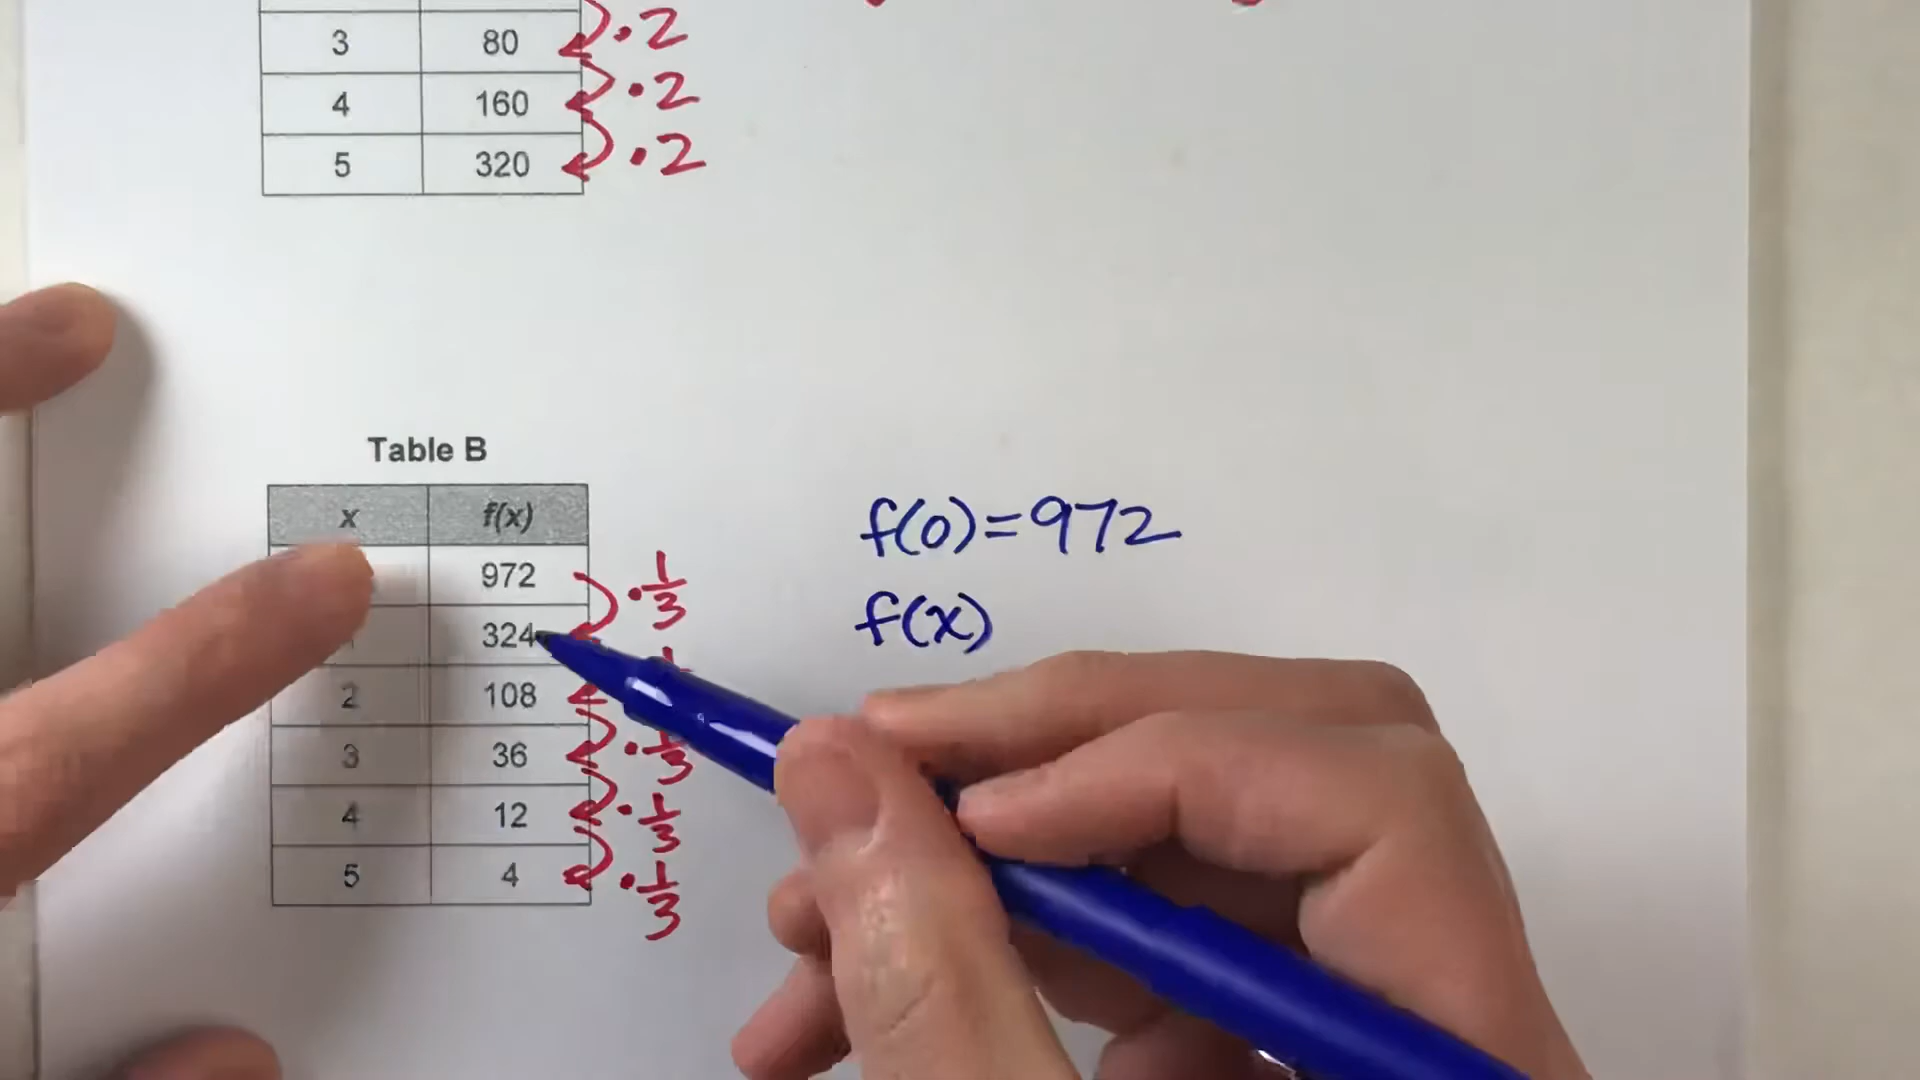 3 80 ·2
4 160 ·2
5 320 ·2
Table B
x f(x)
972 ·1/3
324
2 108
3 36 ·1/3
4 12 ·1/3
5 4 ·1/3
f(0)=972
f(x)